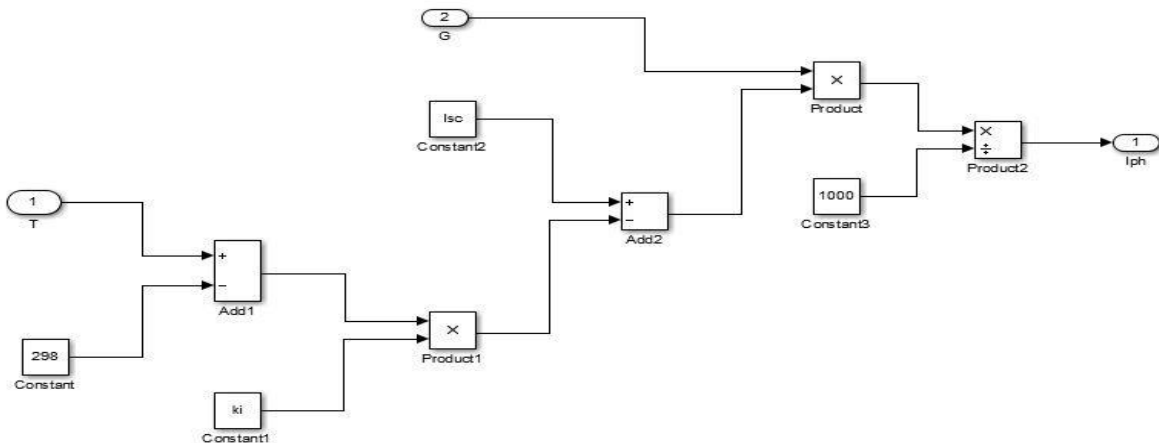 2
G
×
Product
Isc
Constant2
×
÷
Product2
1
Iph
1
T
+
−
Add2
1000
Constant3
+
−
Add1
×
Product1
298
Constant
ki
Constant1